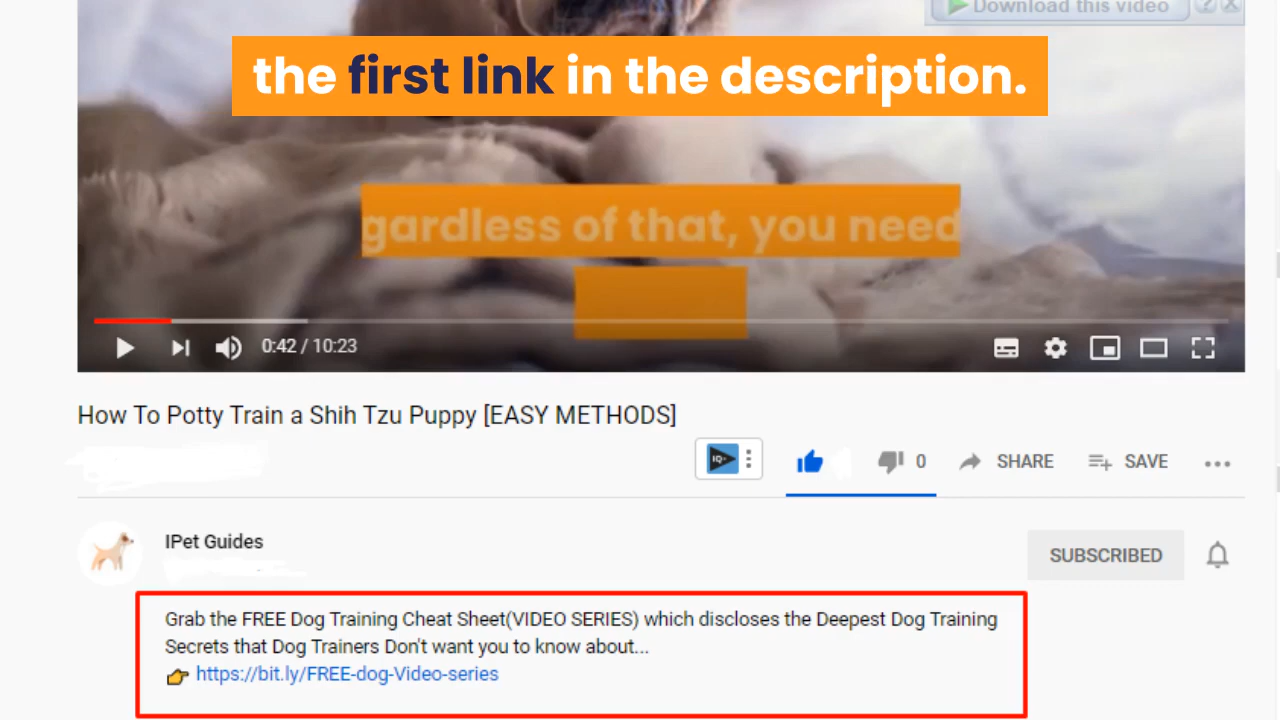 Download this video
the first link in the description.
gardless of that, you need
0:42 / 10:23
How To Potty Train a Shih Tzu Puppy [EASY METHODS]
IQ
0
SHARE
SAVE
IPet Guides
SUBSCRIBED
Grab the FREE Dog Training Cheat Sheet(VIDEO SERIES) which discloses the Deepest Dog Training
Secrets that Dog Trainers Don't want you to know about...
👉 https://bit.ly/FREE-dog-Video-series